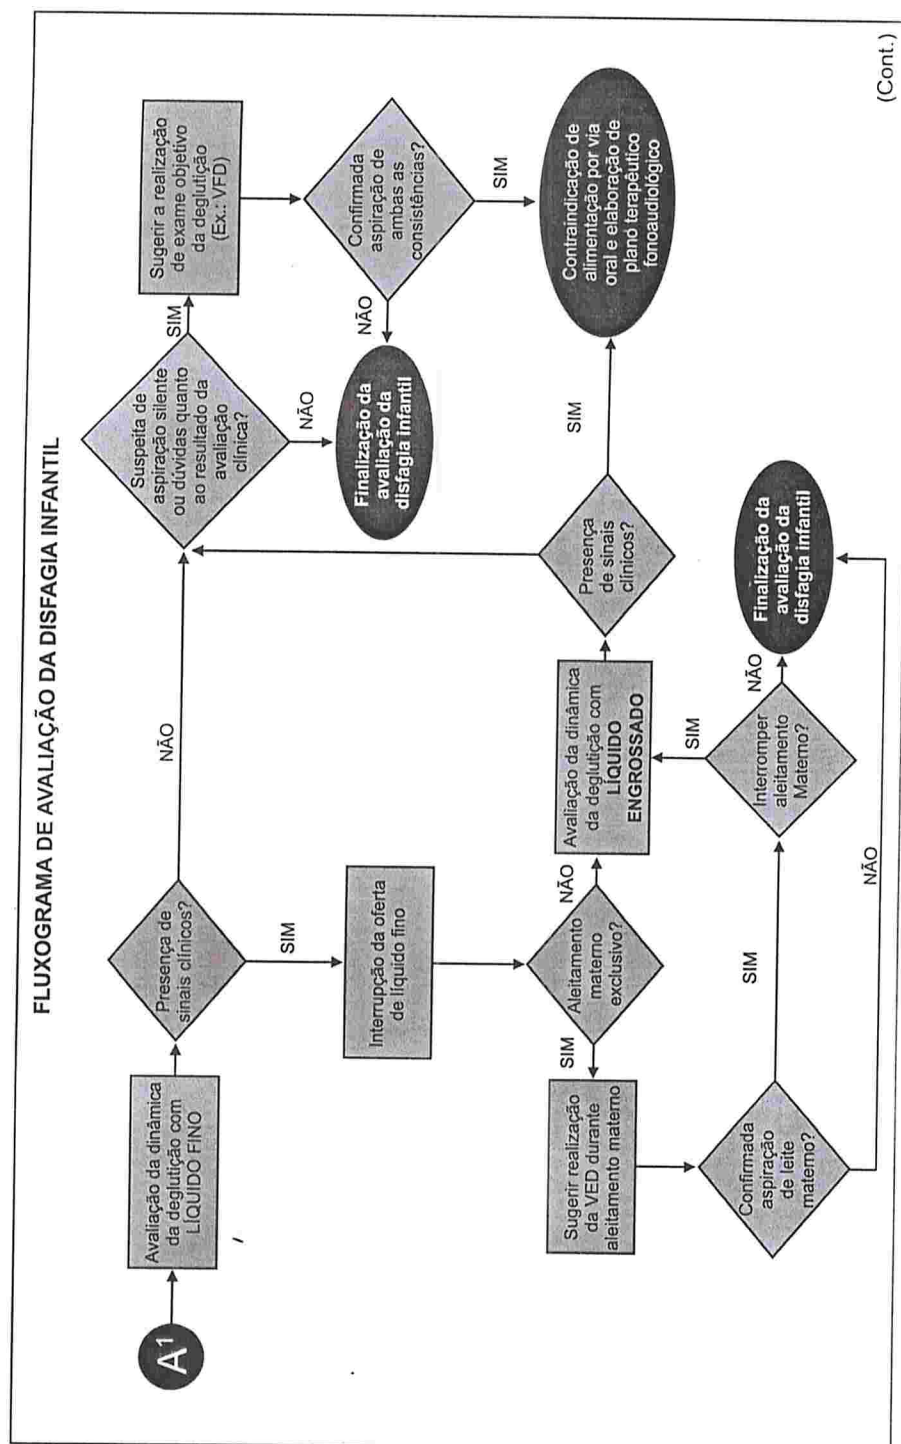 FLUXOGRAMA DE AVALIAÇÃO DA DISFAGIA INFANTIL
A¹
Avaliação da dinâmica
da deglutição com
LÍQUIDO FINO
Presença de
sinais clínicos?
NÃO
SIM
Suspeita de
aspiração silente
ou dúvidas quanto
ao resultado da
avaliação
clínica?
SIM
NÃO
Sugerir a realização
de exame objetivo
da deglutição
(Ex.: VFD)
Finalização da
avaliação da
disfagia infantil
Confirmada
aspiração de
ambas as
consistências?
NÃO
SIM
Interrupção da oferta
de líquido fino
Aleitamento
materno
exclusivo?
SIM
NÃO
Avaliação da dinâmica
da deglutição com
LÍQUIDO
ENGROSSADO
Presença
de sinais
clínicos?
SIM
Contraindicação de
alimentação por via
oral e elaboração de
plano terapêutico
fonoaudiológico
Sugerir realização
da VED durante
aleitamento materno
Confirmada
aspiração
de leite
materno?
SIM
NÃO
Interromper
aleitamento
Materno?
SIM
NÃO
Finalização da
avaliação da
disfagia infantil
(Cont.)